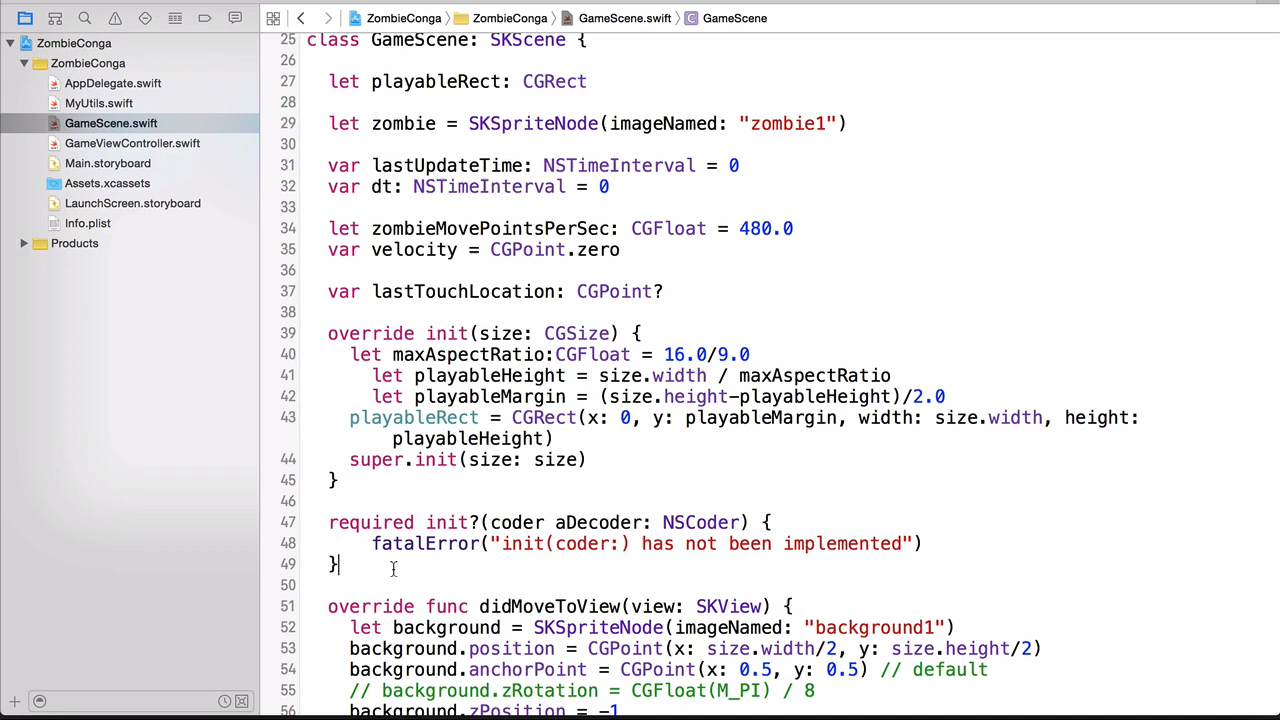 ZombieConga ZombieConga GameScene.swift C GameScene
ZombieConga
ZombieConga
AppDelegate.swift
MyUtils.swift
GameScene.swift
GameViewController.swift
Main.storyboard
Assets.xcassets
LaunchScreen.storyboard
Info.plist
Products
25 class GameScene: SKScene {
26
27 let playableRect: CGRect
28
29 let zombie = SKSpriteNode(imageNamed: "zombie1")
30
31 var lastUpdateTime: NSTimeInterval = 0
32 var dt: NSTimeInterval = 0
33
34 let zombieMovePointsPerSec: CGFloat = 480.0
35 var velocity = CGPoint.zero
36
37 var lastTouchLocation: CGPoint?
38
39 override init(size: CGSize) {
40 let maxAspectRatio:CGFloat = 16.0/9.0
41 let playableHeight = size.width / maxAspectRatio
42 let playableMargin = (size.height-playableHeight)/2.0
43 playableRect = CGRect(x: 0, y: playableMargin, width: size.width, height:
playableHeight)
44 super.init(size: size)
45 }
46
47 required init?(coder aDecoder: NSCoder) {
48 fatalError("init(coder:) has not been implemented")
49 }
50
51 override func didMoveToView(view: SKView) {
52 let background = SKSpriteNode(imageNamed: "background1")
53 background.position = CGPoint(x: size.width/2, y: size.height/2)
54 background.anchorPoint = CGPoint(x: 0.5, y: 0.5) // default
55 // background.zRotation = CGFloat(M_PI) / 8
56 background.zPosition = -1